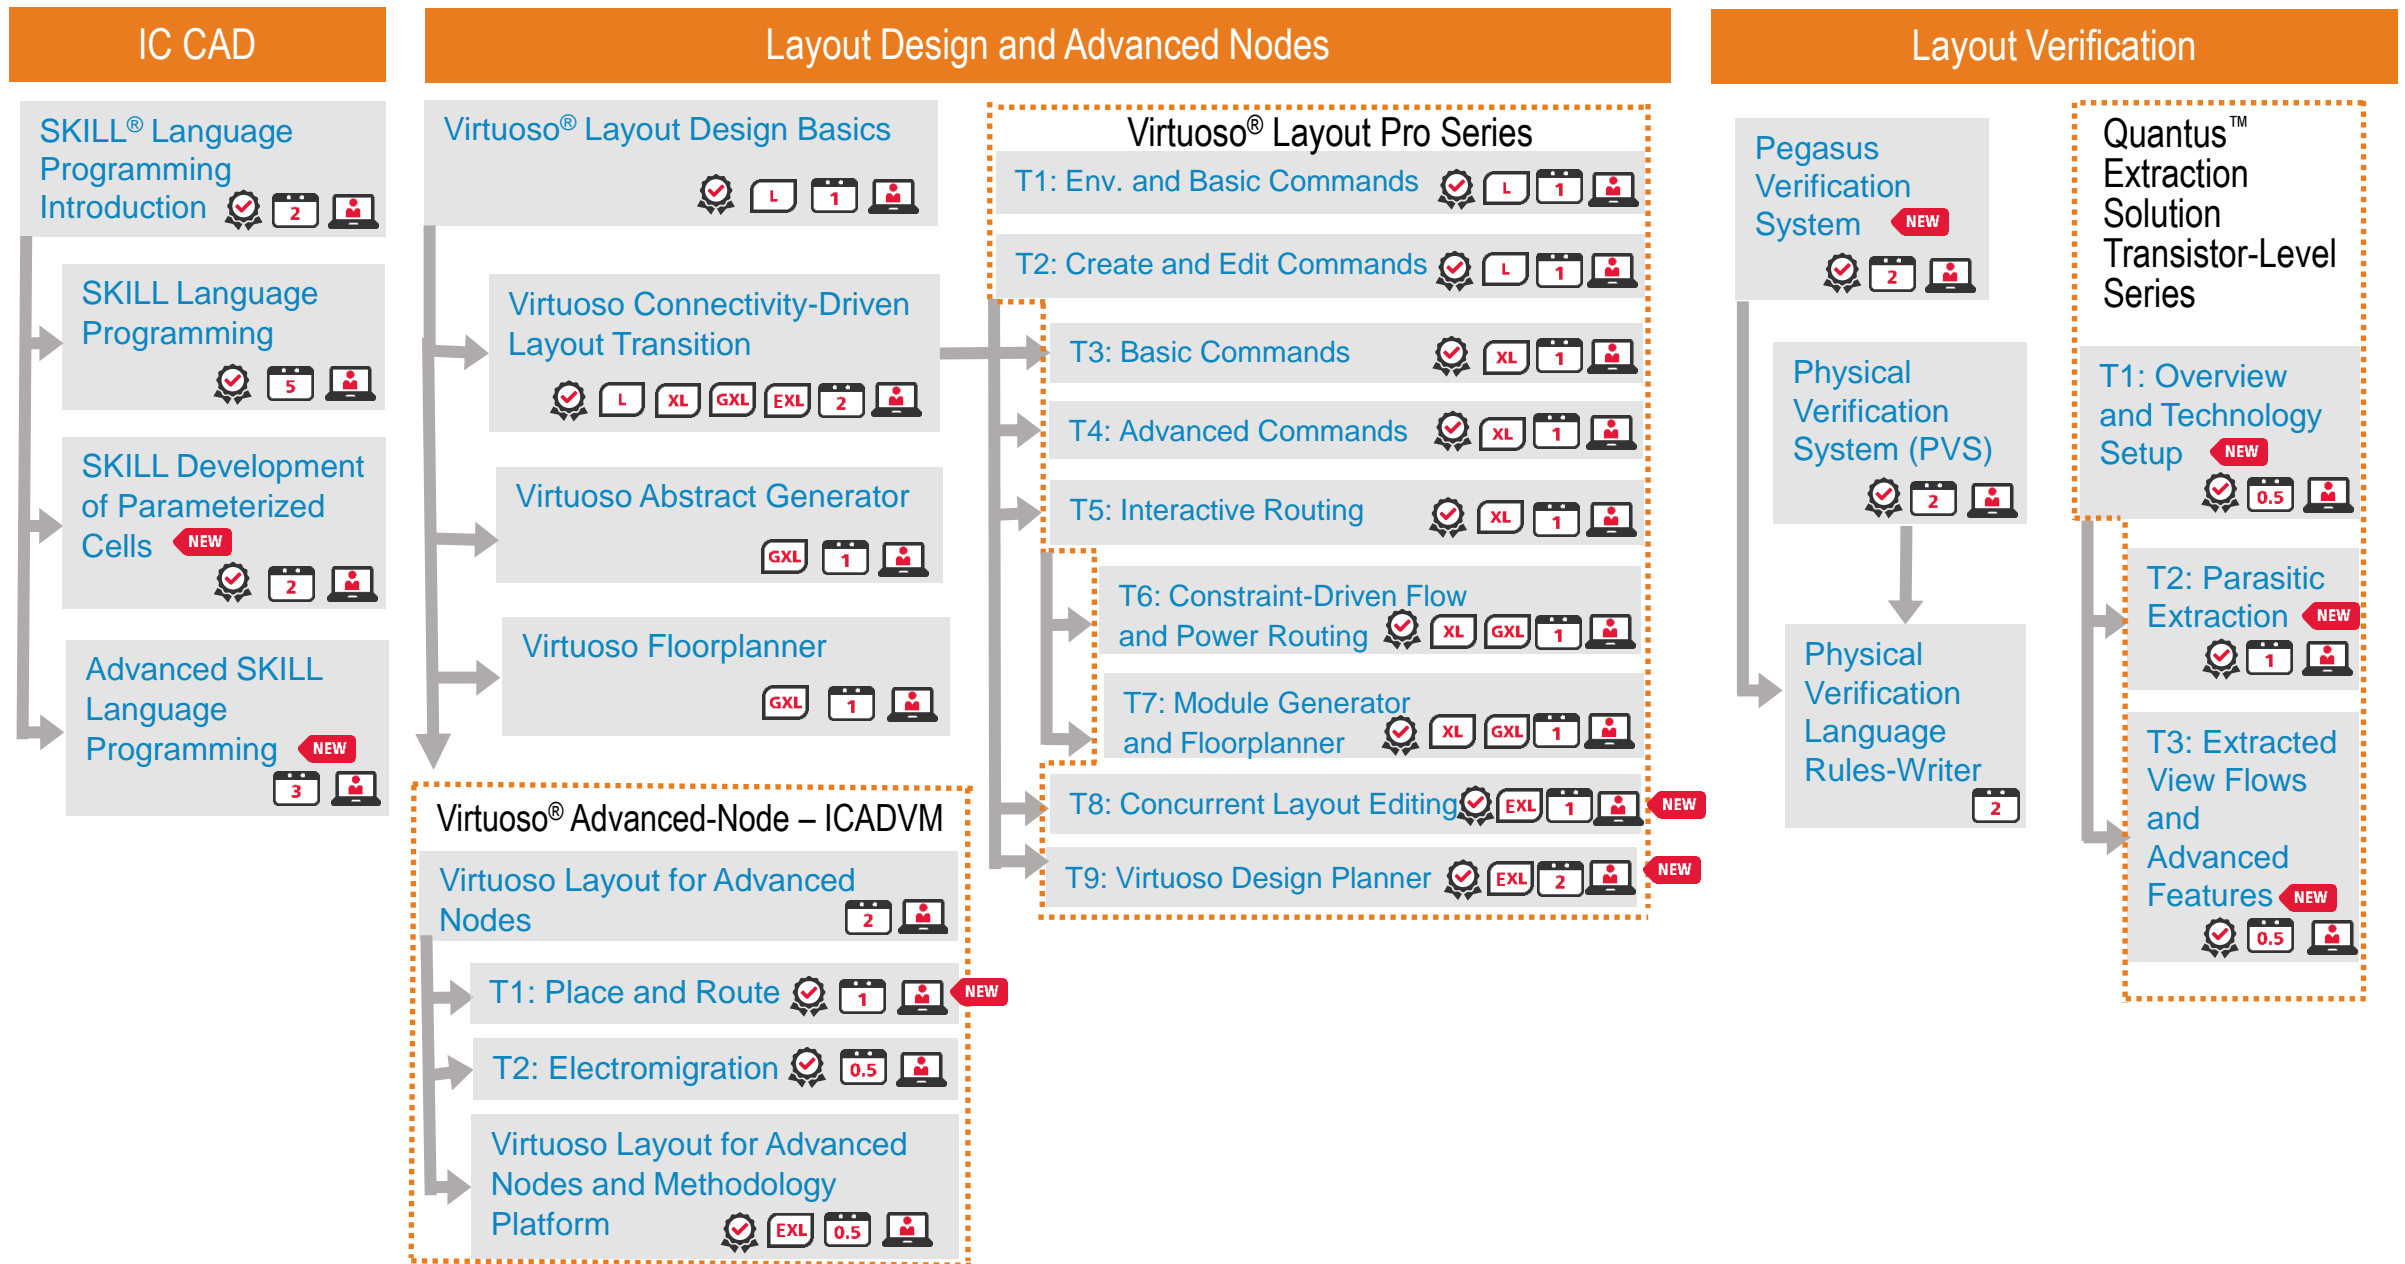 IC CAD
SKILL® Language
Programming
Introduction
2
SKILL Language
Programming
5
SKILL Development
of Parameterized
Cells NEW
2
Advanced SKILL
Language
Programming NEW
3
Layout Design and Advanced Nodes
Virtuoso® Layout Design Basics
L 1
Virtuoso Connectivity-Driven
Layout Transition
L XL GXL EXL 2
Virtuoso Abstract Generator
GXL 1
Virtuoso Floorplanner
GXL 1
Virtuoso® Advanced-Node – ICADVM
Virtuoso Layout for Advanced
Nodes 2
T1: Place and Route 1 NEW
T2: Electromigration 0.5
Virtuoso Layout for Advanced
Nodes and Methodology
Platform EXL 0.5
Virtuoso® Layout Pro Series
T1: Env. and Basic Commands L 1
T2: Create and Edit Commands L 1
T3: Basic Commands XL 1
T4: Advanced Commands XL 1
T5: Interactive Routing XL 1
T6: Constraint-Driven Flow
and Power Routing XL GXL 1
T7: Module Generator
and Floorplanner XL GXL 1
T8: Concurrent Layout Editing EXL 1 NEW
T9: Virtuoso Design Planner EXL 2 NEW
Layout Verification
Pegasus
Verification
System NEW
2
Physical
Verification
System (PVS)
2
Physical
Verification
Language
Rules-Writer
2
Quantus™
Extraction
Solution
Transistor-Level
Series
T1: Overview
and Technology
Setup NEW
0.5
T2: Parasitic
Extraction NEW
1
T3: Extracted
View Flows
and
Advanced
Features NEW
0.5